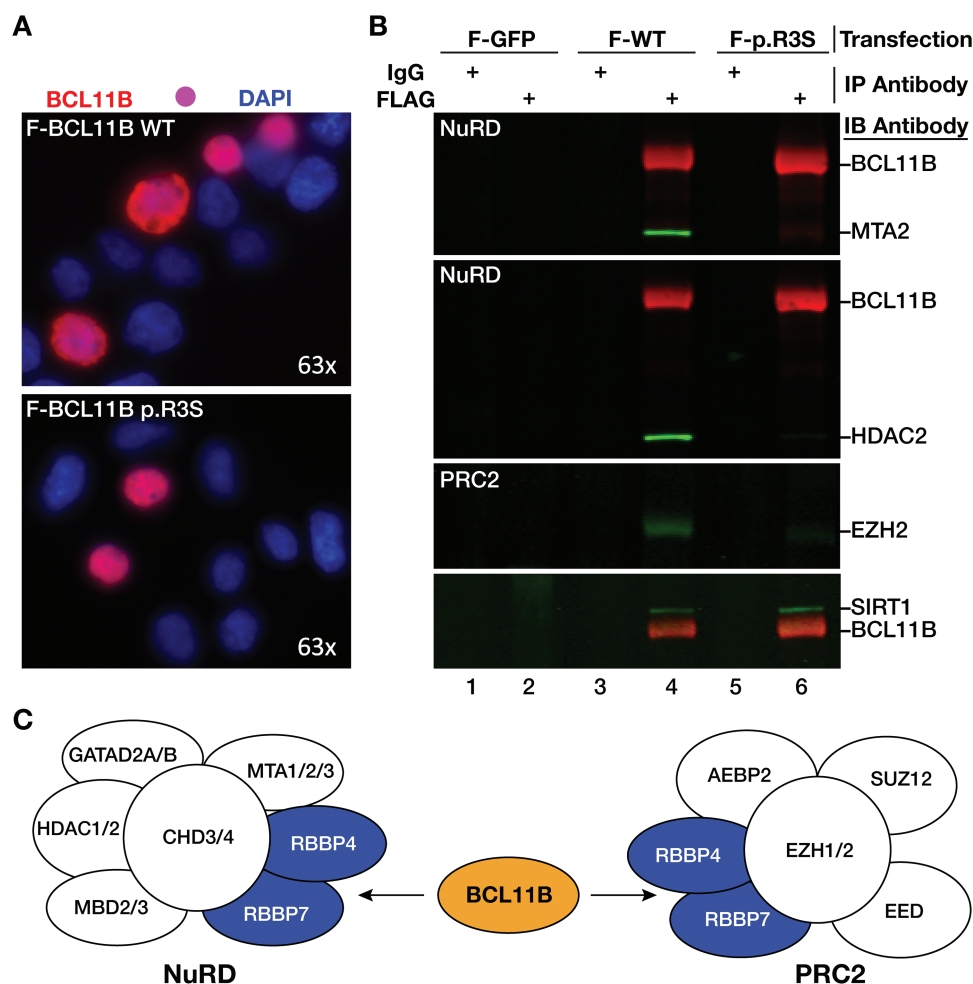 A
BCL11B DAPI
F-BCL11B WT
63x
F-BCL11B p.R3S
63x
B
F-GFP F-WT F-p.R3S Transfection
IgG + + + IP Antibody
FLAG + + +
IB Antibody
NuRD
BCL11B
MTA2
NuRD
BCL11B
HDAC2
PRC2
EZH2
SIRT1
BCL11B
1 2 3 4 5 6
C
GATAD2A/B
MTA1/2/3
HDAC1/2
CHD3/4
RBBP4
MBD2/3
RBBP7
NuRD
BCL11B
AEBP2
SUZ12
RBBP4
EZH1/2
RBBP7
EED
PRC2